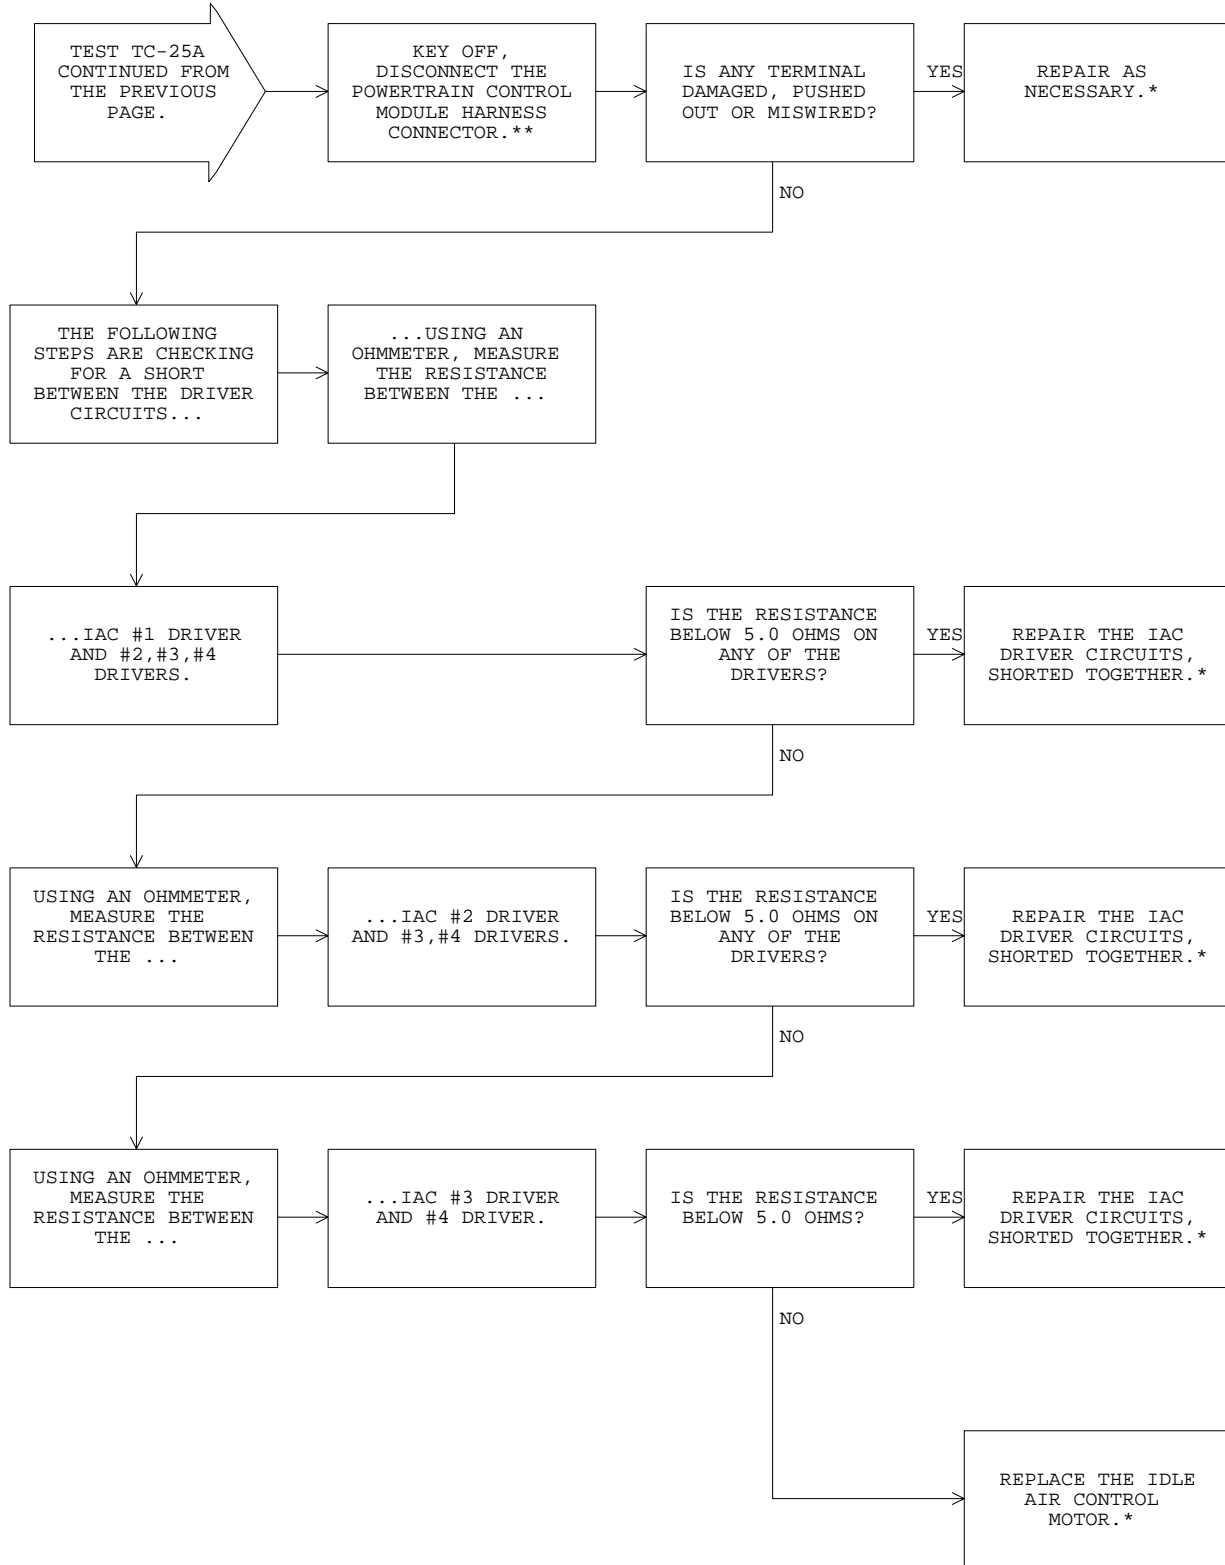 TEST TC-25A
CONTINUED FROM
THE PREVIOUS
PAGE.
KEY OFF,
DISCONNECT THE
POWERTRAIN CONTROL
MODULE HARNESS
CONNECTOR.**
IS ANY TERMINAL
DAMAGED, PUSHED
OUT OR MISWIRED?
YES
REPAIR AS
NECESSARY.*
NO
THE FOLLOWING
STEPS ARE CHECKING
FOR A SHORT
BETWEEN THE DRIVER
CIRCUITS...
...USING AN
OHMMETER, MEASURE
THE RESISTANCE
BETWEEN THE ...
...IAC #1 DRIVER
AND #2,#3,#4
DRIVERS.
IS THE RESISTANCE
BELOW 5.0 OHMS ON
ANY OF THE
DRIVERS?
YES
REPAIR THE IAC
DRIVER CIRCUITS,
SHORTED TOGETHER.*
NO
USING AN OHMMETER,
MEASURE THE
RESISTANCE BETWEEN
THE ...
...IAC #2 DRIVER
AND #3,#4 DRIVERS.
IS THE RESISTANCE
BELOW 5.0 OHMS ON
ANY OF THE
DRIVERS?
YES
REPAIR THE IAC
DRIVER CIRCUITS,
SHORTED TOGETHER.*
NO
USING AN OHMMETER,
MEASURE THE
RESISTANCE BETWEEN
THE ...
...IAC #3 DRIVER
AND #4 DRIVER.
IS THE RESISTANCE
BELOW 5.0 OHMS?
YES
REPAIR THE IAC
DRIVER CIRCUITS,
SHORTED TOGETHER.*
NO
REPLACE THE IDLE
AIR CONTROL
MOTOR.*